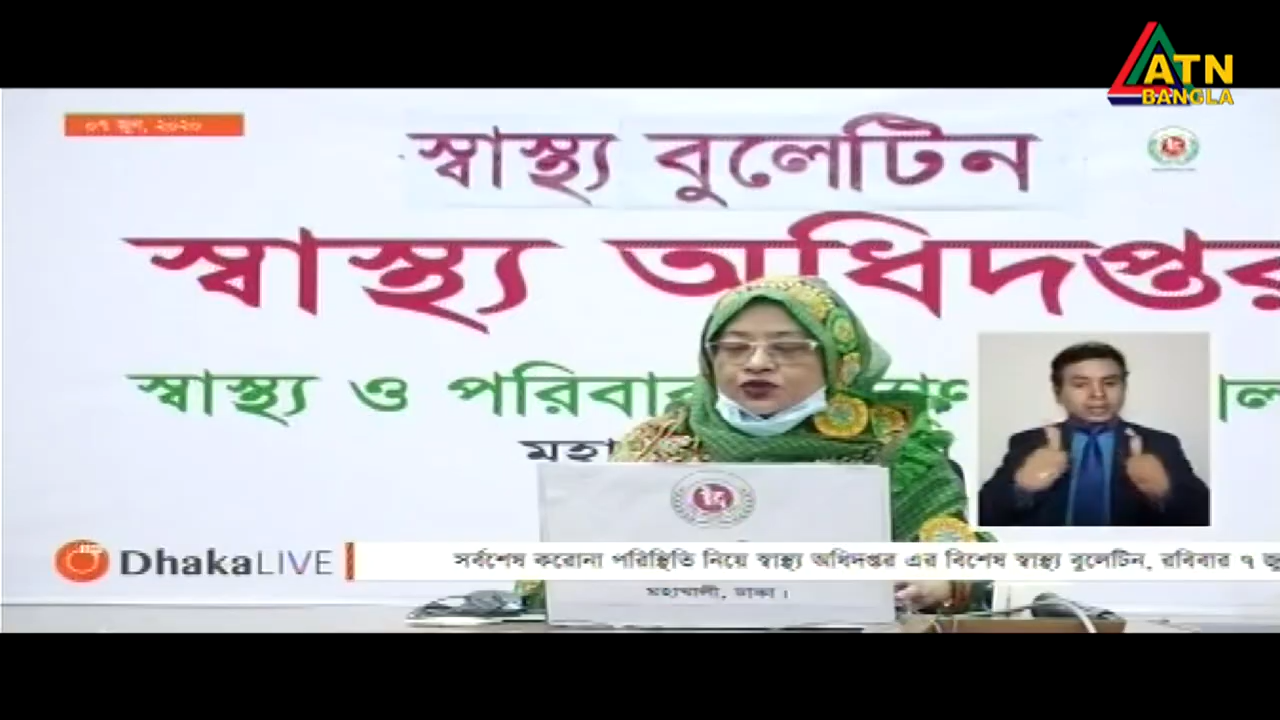 ATN
BANGLA
০৭ জুন, ২০২০
স্বাস্থ্য বুলেটিন
স্বাস্থ্য অধিদপ্তর
স্বাস্থ্য ও পরিবার
মহা
DhakaLIVE
সর্বশেষ করোনা পরিস্থিতি নিয়ে স্বাস্থ্য অধিদপ্তর এর বিশেষ স্বাস্থ্য বুলেটিন, রবিবার ৭ জু
মহাখালী, ঢাকা।